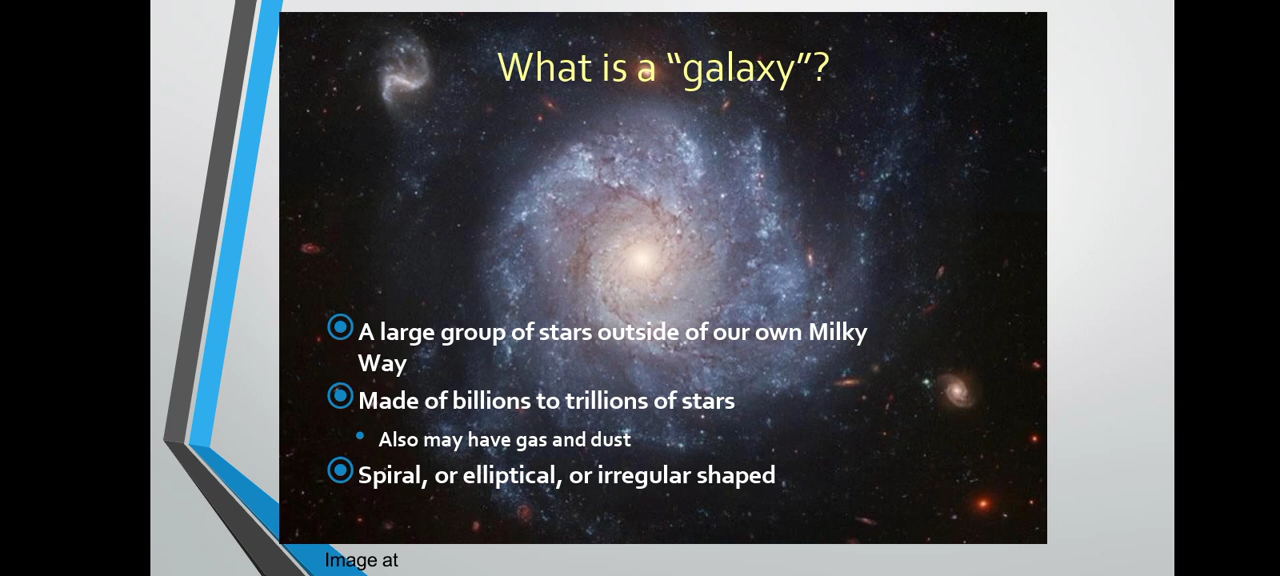 What is a “galaxy”?
A large group of stars outside of our own Milky
Way
Made of billions to trillions of stars
Also may have gas and dust
Spiral, or elliptical, or irregular shaped
Image at